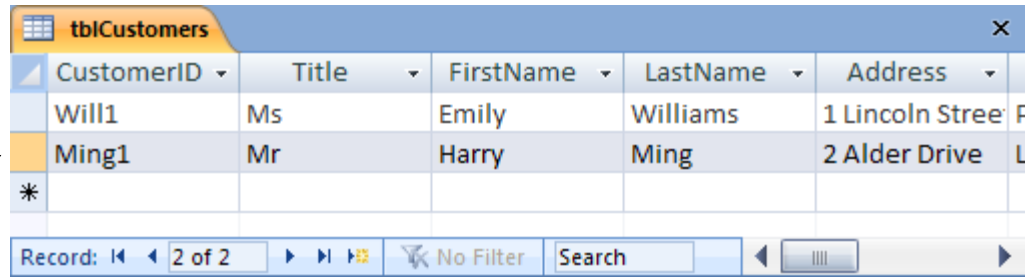 tblCustomers
CustomerID Title FirstName LastName Address
Will1 Ms Emily Williams 1 Lincoln Stree P
Ming1 Mr Harry Ming 2 Alder Drive L
Record: 2 of 2 No Filter Search